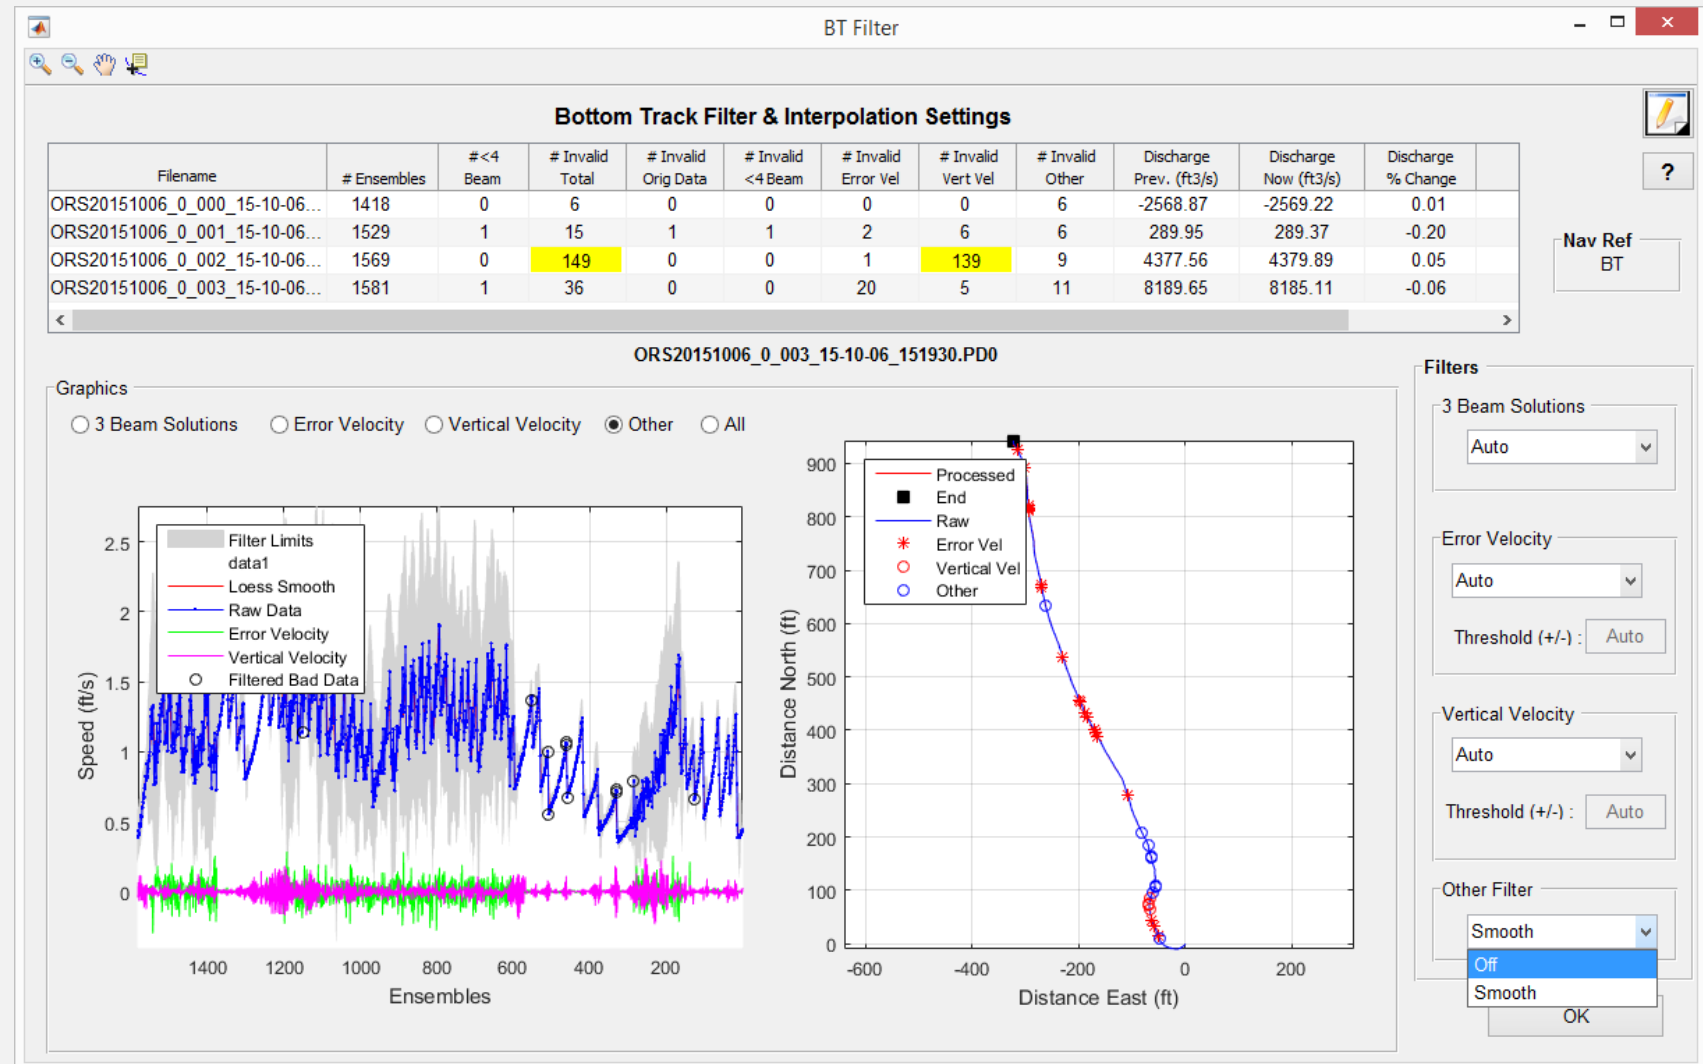 BT Filter
Bottom Track Filter & Interpolation Settings
Filename # Ensembles #<4 Beam # Invalid Total # Invalid Orig Data # Invalid <4 Beam # Invalid Error Vel # Invalid Vert Vel # Invalid Other Discharge Prev. (ft3/s) Discharge Now (ft3/s) Discharge % Change
ORS20151006_0_000_15-10-06... 1418 0 6 0 0 0 0 6 -2568.87 -2569.22 0.01
ORS20151006_0_001_15-10-06... 1529 1 15 1 1 2 6 6 289.95 289.37 -0.20
ORS20151006_0_002_15-10-06... 1569 0 149 0 0 1 139 9 4377.56 4379.89 0.05
ORS20151006_0_003_15-10-06... 1581 1 36 0 0 20 5 11 8189.65 8185.11 -0.06
?
Nav Ref
BT
ORS20151006_0_003_15-10-06_151930.PD0
Graphics
3 Beam Solutions Error Velocity Vertical Velocity Other All
Filter Limits
data1
Loess Smooth
Raw Data
Error Velocity
Vertical Velocity
Filtered Bad Data
2.5
2
1.5
1
0.5
0
Speed (ft/s)
1400 1200 1000 800 600 400 200
Ensembles
Processed
End
Raw
Error Vel
Vertical Vel
Other
900
800
700
600
500
400
300
200
100
0
Distance North (ft)
-600 -400 -200 0 200
Distance East (ft)
Filters
3 Beam Solutions
Auto
Error Velocity
Auto
Threshold (+/-) : Auto
Vertical Velocity
Auto
Threshold (+/-) : Auto
Other Filter
Smooth
Off
Smooth
OK